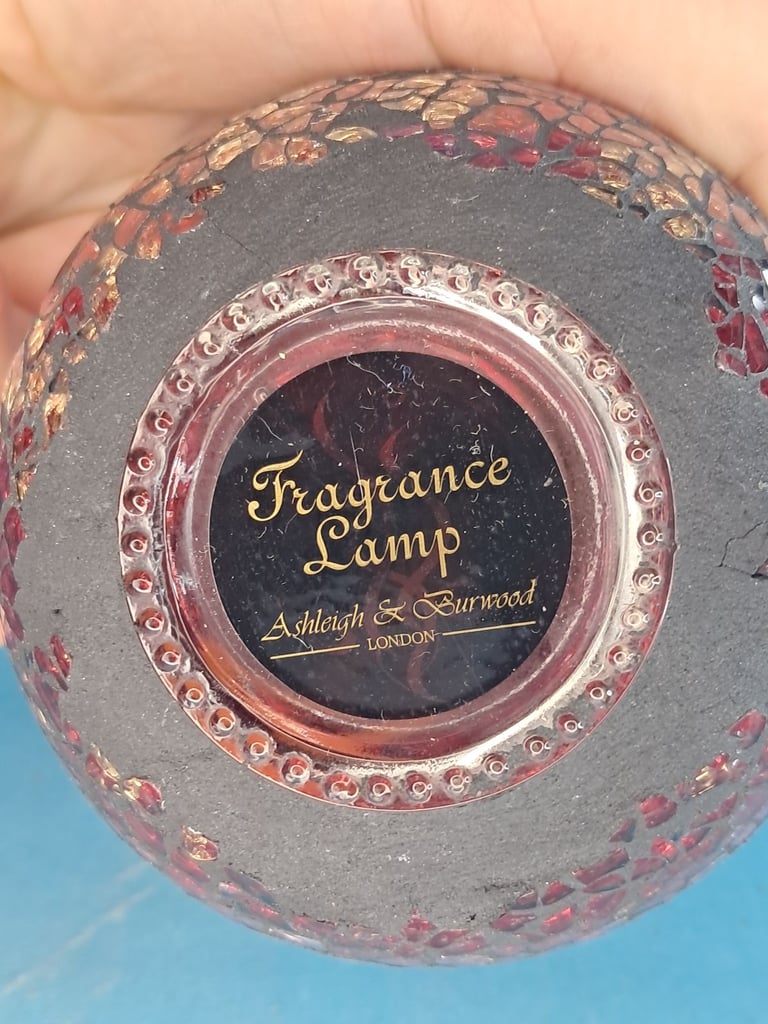 Fragrance
Lamp
Ashleigh & Burwood
LONDON